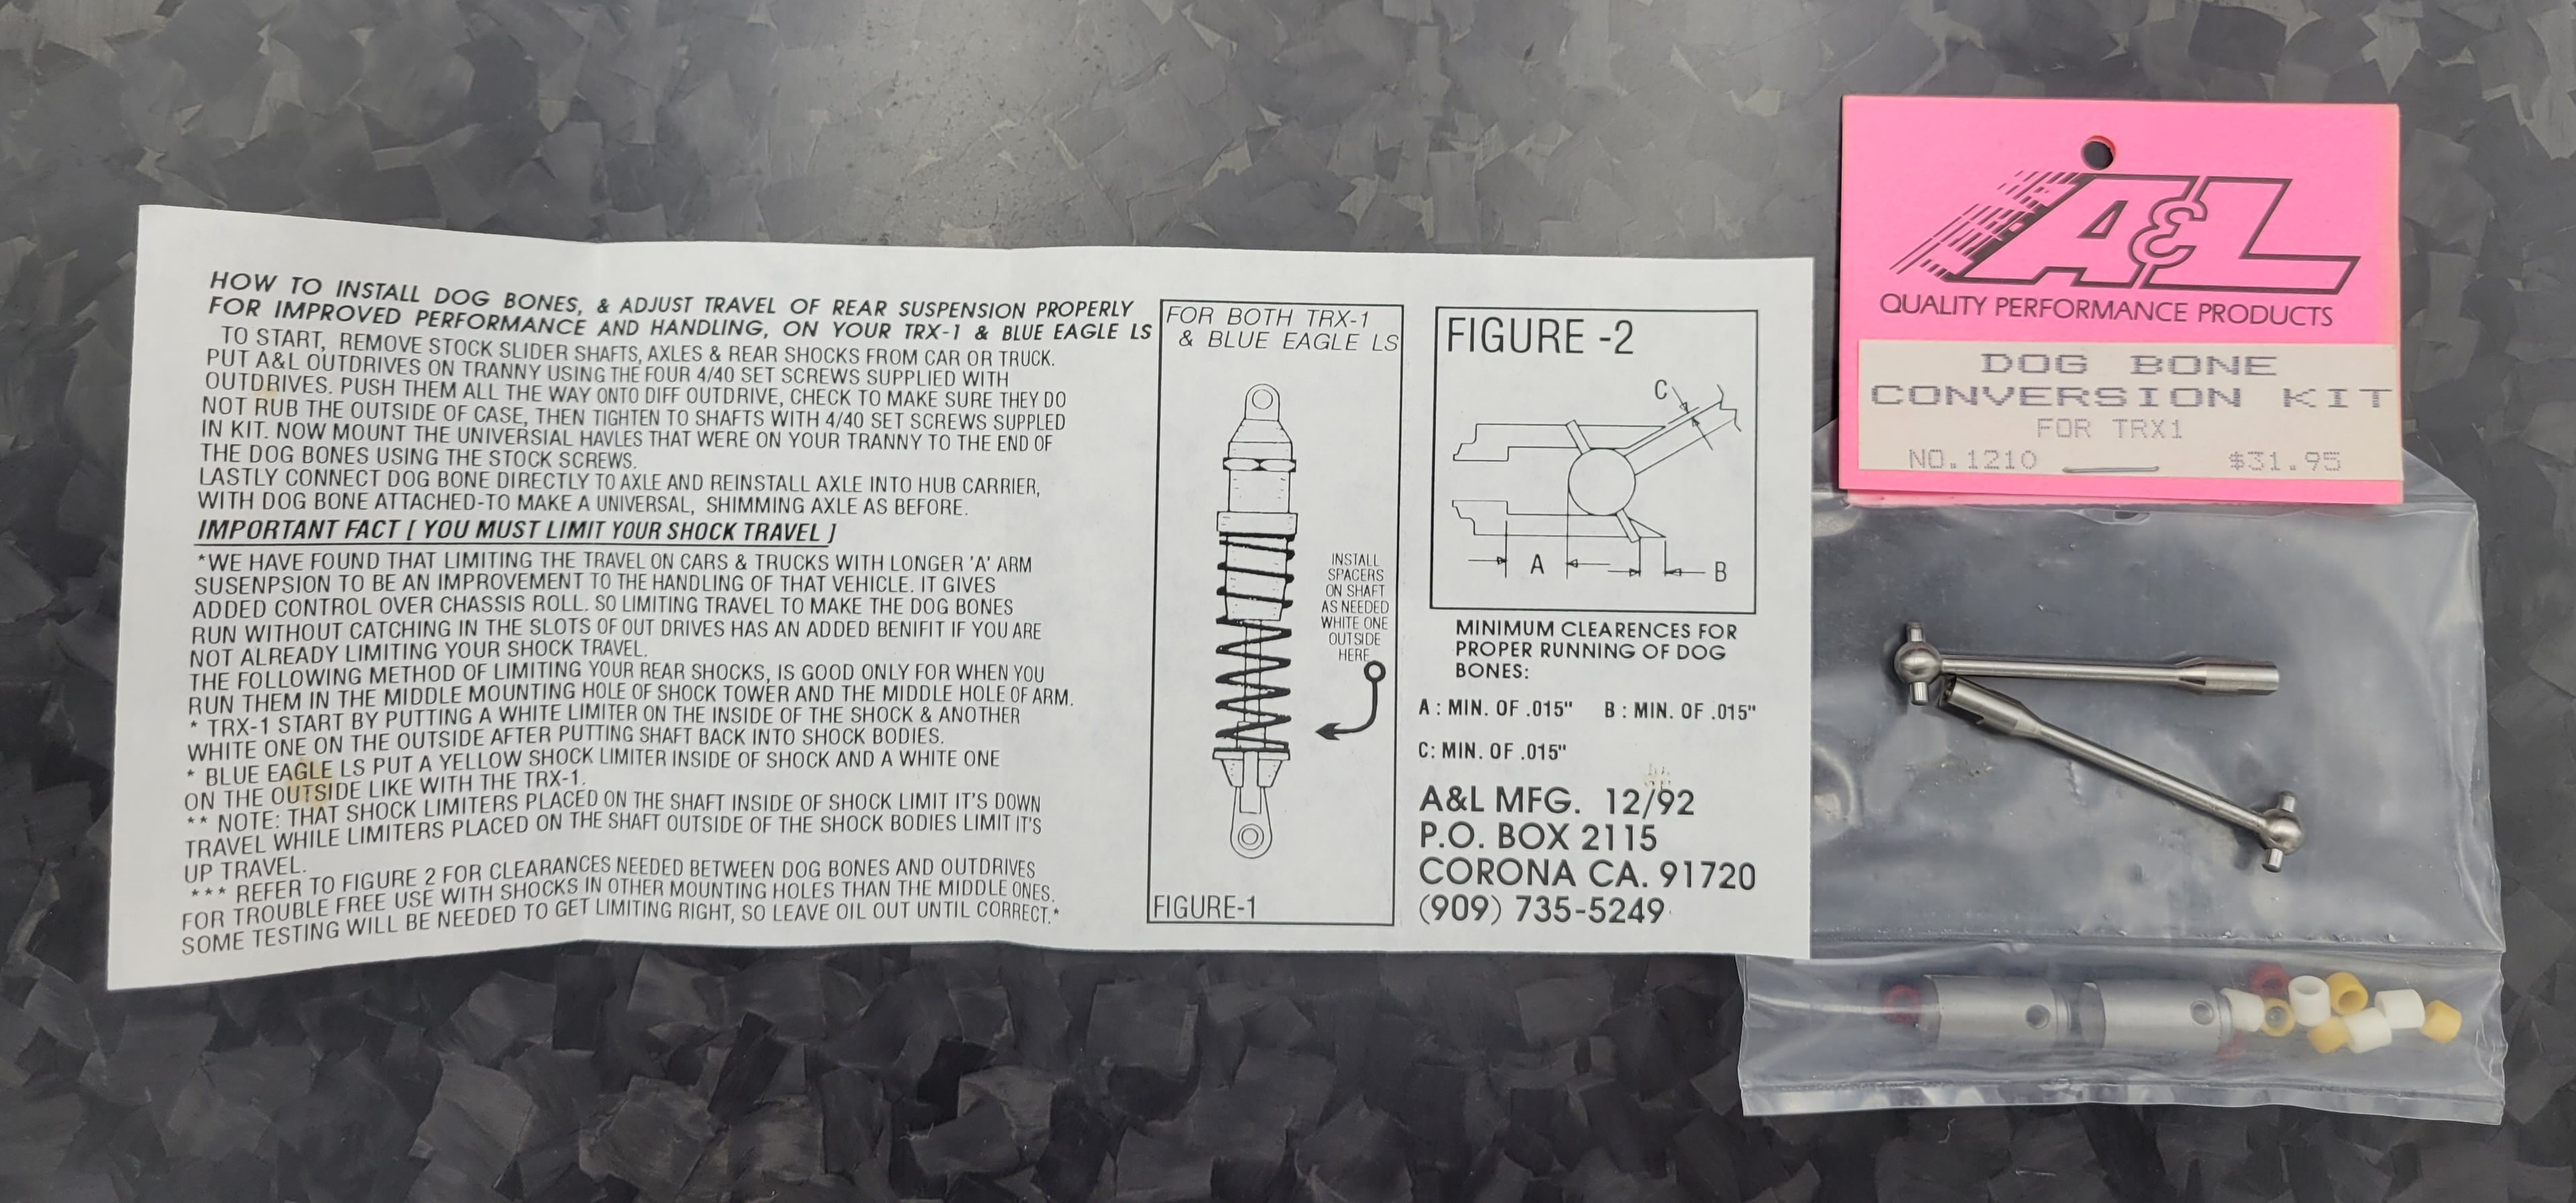 HOW TO INSTALL DOG BONES, & ADJUST TRAVEL OF REAR SUSPENSION PROPERLY
FOR IMPROVED PERFORMANCE AND HANDLING, ON YOUR TRX-1 & BLUE EAGLE LS
TO START, REMOVE STOCK SLIDER SHAFTS, AXLES & REAR SHOCKS FROM CAR OR TRUCK.
PUT A&L OUTDRIVES ON TRANNY USING THE FOUR 4/40 SET SCREWS SUPPLIED WITH
OUTDRIVES. PUSH THEM ALL THE WAY ONTO DIFF OUTDRIVE, CHECK TO MAKE SURE THEY DO
NOT RUB THE OUTSIDE OF CASE, THEN TIGHTEN TO SHAFTS WITH 4/40 SET SCREWS SUPPLED
IN KIT. NOW MOUNT THE UNIVERSIAL HAVLES THAT WERE ON YOUR TRANNY TO THE END OF
THE DOG BONES USING THE STOCK SCREWS.
LASTLY CONNECT DOG BONE DIRECTLY TO AXLE AND REINSTALL AXLE INTO HUB CARRIER,
WITH DOG BONE ATTACHED-TO MAKE A UNIVERSAL, SHIMMING AXLE AS BEFORE.
IMPORTANT FACT [ YOU MUST LIMIT YOUR SHOCK TRAVEL ]
*WE HAVE FOUND THAT LIMITING THE TRAVEL ON CARS & TRUCKS WITH LONGER 'A' ARM
SUSENPSION TO BE AN IMPROVEMENT TO THE HANDLING OF THAT VEHICLE. IT GIVES
ADDED CONTROL OVER CHASSIS ROLL. SO LIMITING TRAVEL TO MAKE THE DOG BONES
RUN WITHOUT CATCHING IN THE SLOTS OF OUT DRIVES HAS AN ADDED BENIFIT IF YOU ARE
NOT ALREADY LIMITING YOUR SHOCK TRAVEL.
THE FOLLOWING METHOD OF LIMITING YOUR REAR SHOCKS, IS GOOD ONLY FOR WHEN YOU
RUN THEM IN THE MIDDLE MOUNTING HOLE OF SHOCK TOWER AND THE MIDDLE HOLE OF ARM.
* TRX-1 START BY PUTTING A WHITE LIMITER ON THE INSIDE OF THE SHOCK & ANOTHER
WHITE ONE ON THE OUTSIDE AFTER PUTTING SHAFT BACK INTO SHOCK BODIES.
* BLUE EAGLE LS PUT A YELLOW SHOCK LIMITER INSIDE OF SHOCK AND A WHITE ONE
ON THE OUTSIDE LIKE WITH THE TRX-1.
** NOTE: THAT SHOCK LIMITERS PLACED ON THE SHAFT INSIDE OF SHOCK LIMIT IT'S DOWN
TRAVEL WHILE LIMITERS PLACED ON THE SHAFT OUTSIDE OF THE SHOCK BODIES LIMIT IT'S
UP TRAVEL.
*** REFER TO FIGURE 2 FOR CLEARANCES NEEDED BETWEEN DOG BONES AND OUTDRIVES
FOR TROUBLE FREE USE WITH SHOCKS IN OTHER MOUNTING HOLES THAN THE MIDDLE ONES.
SOME TESTING WILL BE NEEDED TO GET LIMITING RIGHT, SO LEAVE OIL OUT UNTIL CORRECT.*
FOR BOTH TRX-1
& BLUE EAGLE LS
INSTALL
SPACERS
ON SHAFT
AS NEEDED
WHITE ONE
OUTSIDE
HERE
FIGURE-1
FIGURE -2
C
A
B
MINIMUM CLEARENCES FOR
PROPER RUNNING OF DOG
BONES:
A : MIN. OF .015" B : MIN. OF .015"
C: MIN. OF .015"
A&L MFG. 12/92
P.O. BOX 2115
CORONA CA. 91720
(909) 735-5249
A&L
QUALITY PERFORMANCE PRODUCTS
DOG BONE
CONVERSION KIT
FOR TRX1
NO.1210 $31.95